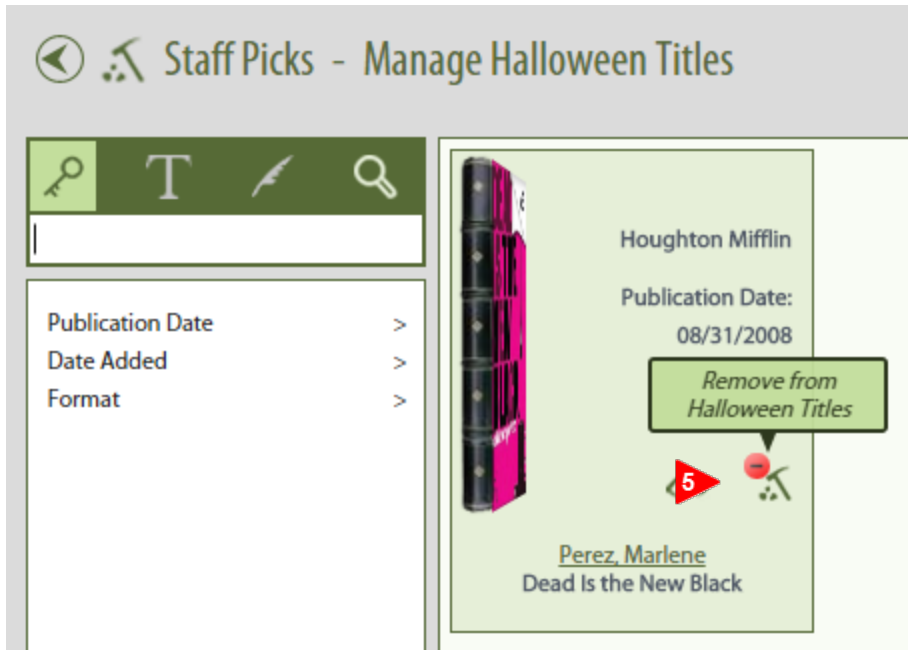 Staff Picks - Manage Halloween Titles
T
Publication Date >
Date Added >
Format >
Houghton Mifflin
Publication Date:
08/31/2008
Remove from
Halloween Titles
5
Perez, Marlene
Dead Is the New Black